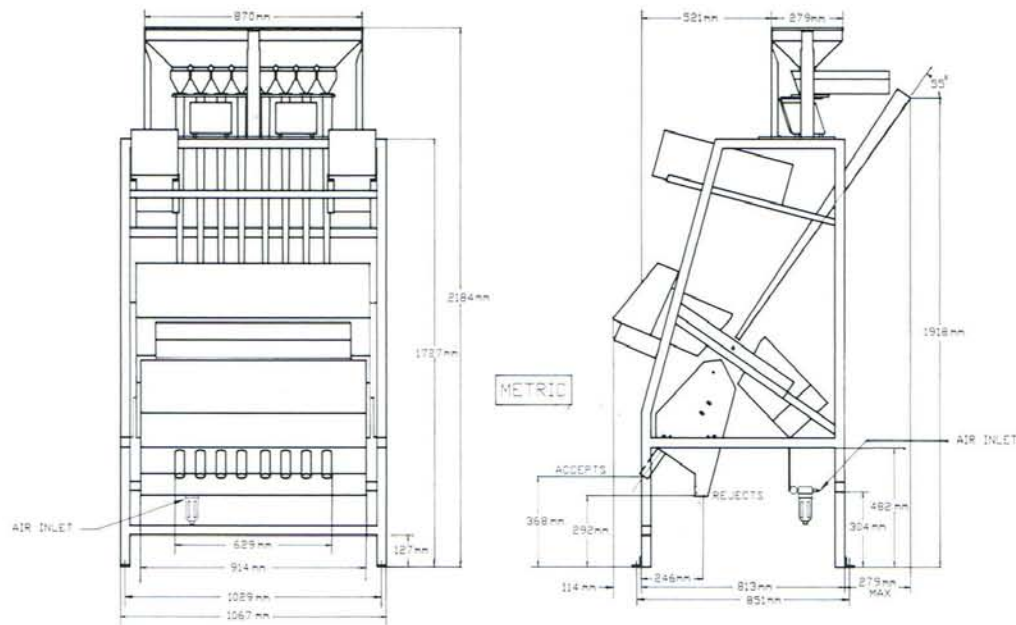 870mm
521mm
279mm
55°
2184mm
1918mm
1727mm
METRIC
AIR INLET
ACCEPTS
REJECTS
AIR INLET
368mm
292mm
482mm
304mm
127mm
629mm
914mm
1029mm
1067mm
114mm
246mm
813mm
851mm
279mm
MAX